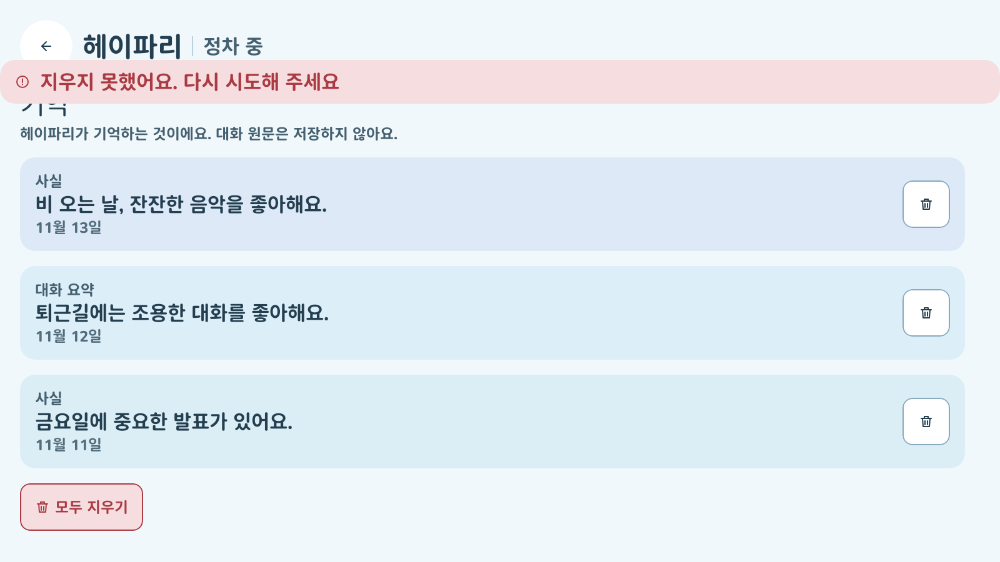 헤이파리
정차 중
지우지 못했어요. 다시 시도해 주세요
기억
헤이파리가 기억하는 것이에요. 대화 원문은 저장하지 않아요.
사실
비 오는 날, 잔잔한 음악을 좋아해요.
11월 13일
대화 요약
퇴근길에는 조용한 대화를 좋아해요.
11월 12일
사실
금요일에 중요한 발표가 있어요.
11월 11일
모두 지우기